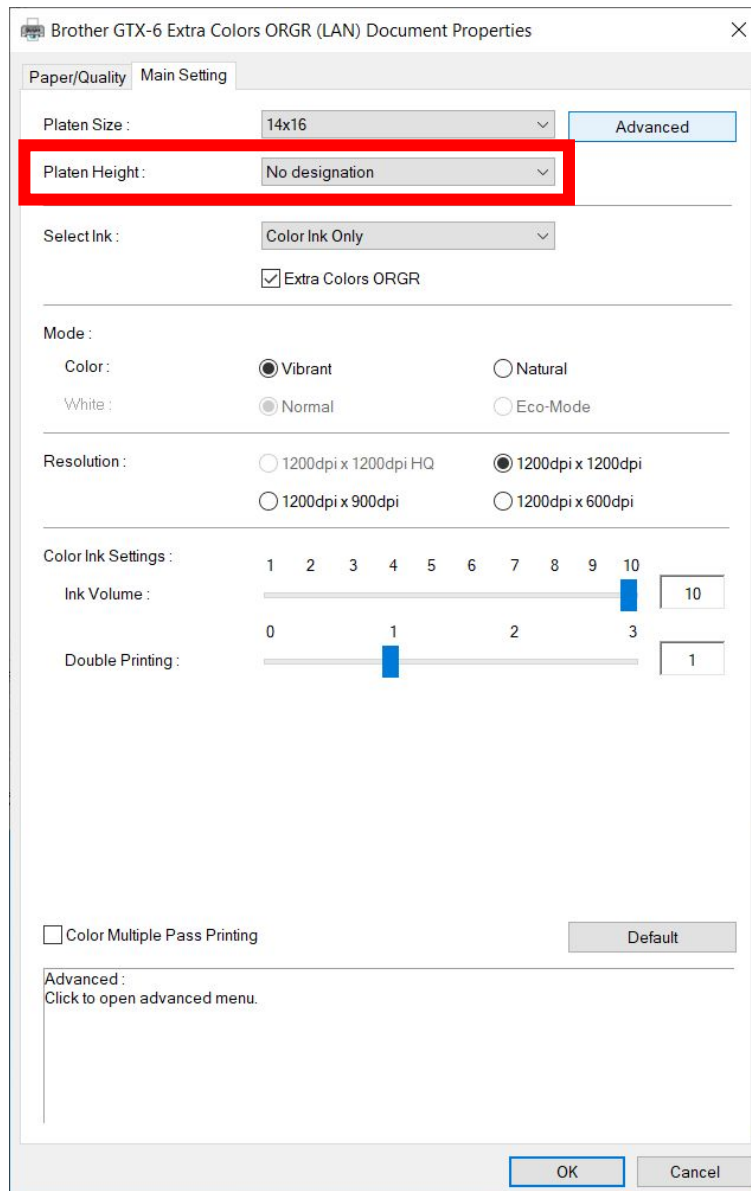 Brother GTX-6 Extra Colors ORGR (LAN) Document Properties
Paper/Quality Main Setting
Platen Size : 14x16 Advanced
Platen Height : No designation
Select Ink : Color Ink Only
Extra Colors ORGR
Mode :
Color : Vibrant Natural
White : Normal Eco-Mode
Resolution : 1200dpi x 1200dpi HQ 1200dpi x 1200dpi
1200dpi x 900dpi 1200dpi x 600dpi
Color Ink Settings : 1 2 3 4 5 6 7 8 9 10
Ink Volume : 10
0 1 2 3
Double Printing : 1
Color Multiple Pass Printing Default
Advanced :
Click to open advanced menu.
OK Cancel